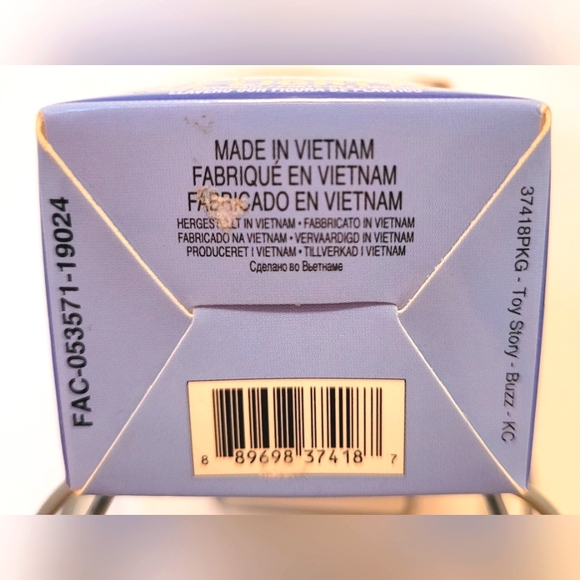 MADE IN VIETNAM
FABRIQUÉ EN VIETNAM
FABRICADO EN VIETNAM
HERGESTELLT IN VIETNAM • FABBRICATO IN VIETNAM
FABRICADO NA VIETNAM • VERVAARDIGD IN VIETNAM
PRODUCERET I VIETNAM • TILLVERKAD I VIETNAM
Сделано во Вьетнаме
FAC-053571-19024
37418PKG - Toy Story - Buzz - KC
8 89698 37418 7